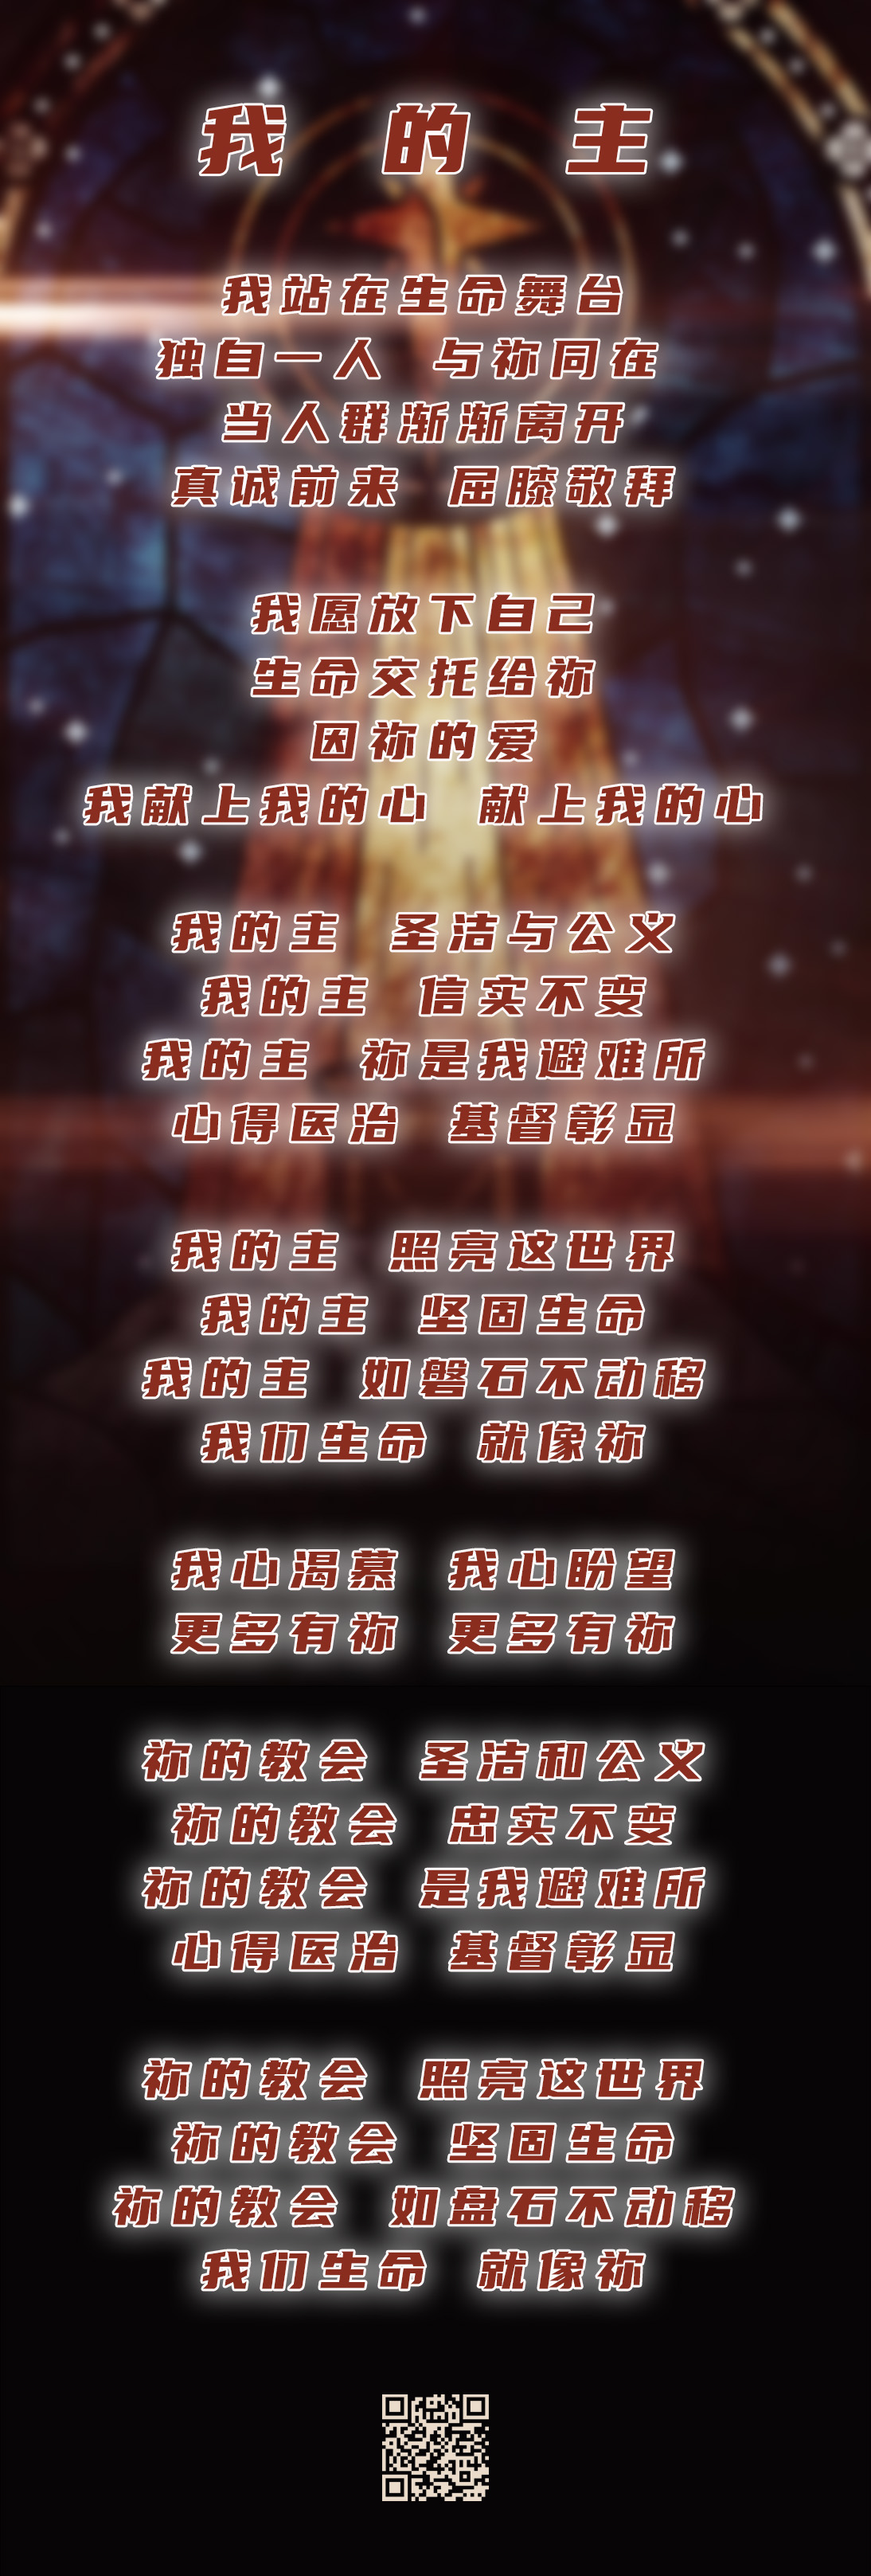 我 的 主
我站在生命舞台
独自一人 与祢同在
当人群渐渐离开
真诚前来 屈膝敬拜
我愿放下自己
生命交托给祢
因祢的爱
我献上我的心 献上我的心
我的主 圣洁与公义
我的主 信实不变
我的主 祢是我避难所
心得医治 基督彰显
我的主 照亮这世界
我的主 坚固生命
我的主 如磐石不动移
我们生命 就像祢
我心渴慕 我心盼望
更多有祢 更多有祢
祢的教会 圣洁和公义
祢的教会 忠实不变
祢的教会 是我避难所
心得医治 基督彰显
祢的教会 照亮这世界
祢的教会 坚固生命
祢的教会 如盘石不动移
我们生命 就像祢